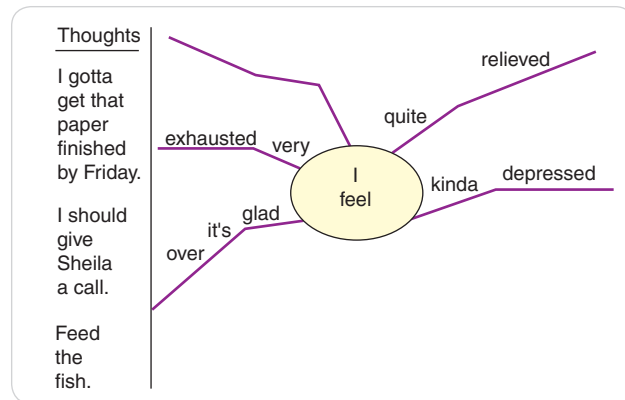 Thoughts
I gotta
get that
paper
finished
by Friday.
I should
give
Sheila
a call.
Feed
the
fish.
relieved
quite
exhausted very
I
feel
kinda depressed
glad
it's
over